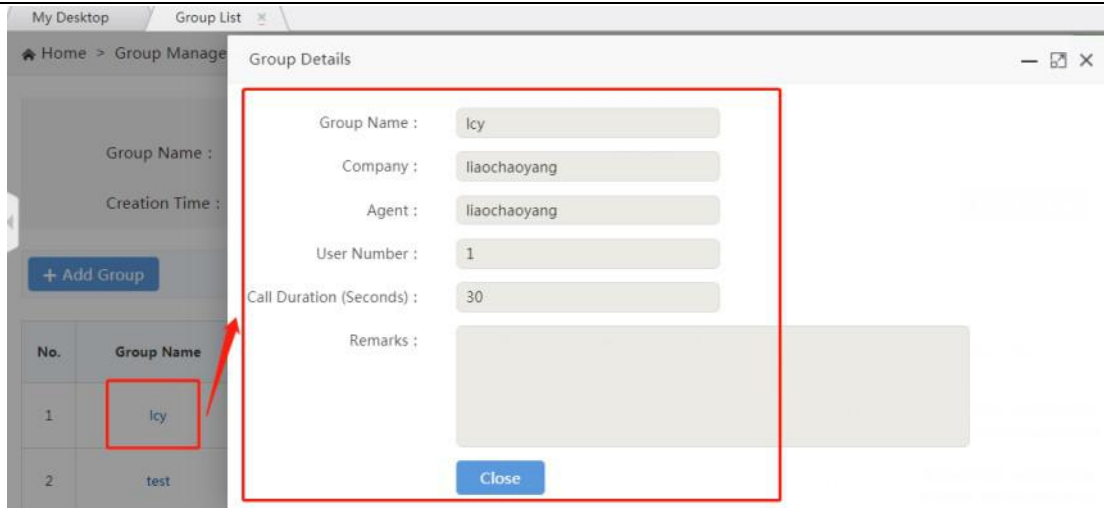 My Desktop
Group List
Home > Group Manage
Group Details
Group Name :
Creation Time :
+ Add Group
No. Group Name
1 lcy
2 test
Group Name : lcy
Company : liaochaoyang
Agent : liaochaoyang
User Number : 1
Call Duration (Seconds) : 30
Remarks :
Close